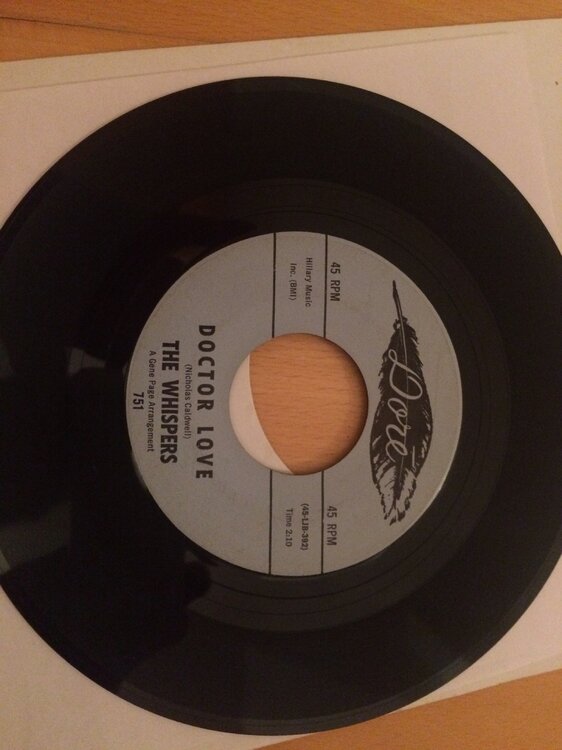 Dore
45 RPM
45 RPM
Hillary Music
Inc. (BMI)
(45-LJB-392)
Time 2:10
DOCTOR LOVE
(Nicholas Caldwell)
THE WHISPERS
A Gene Page Arrangement
751